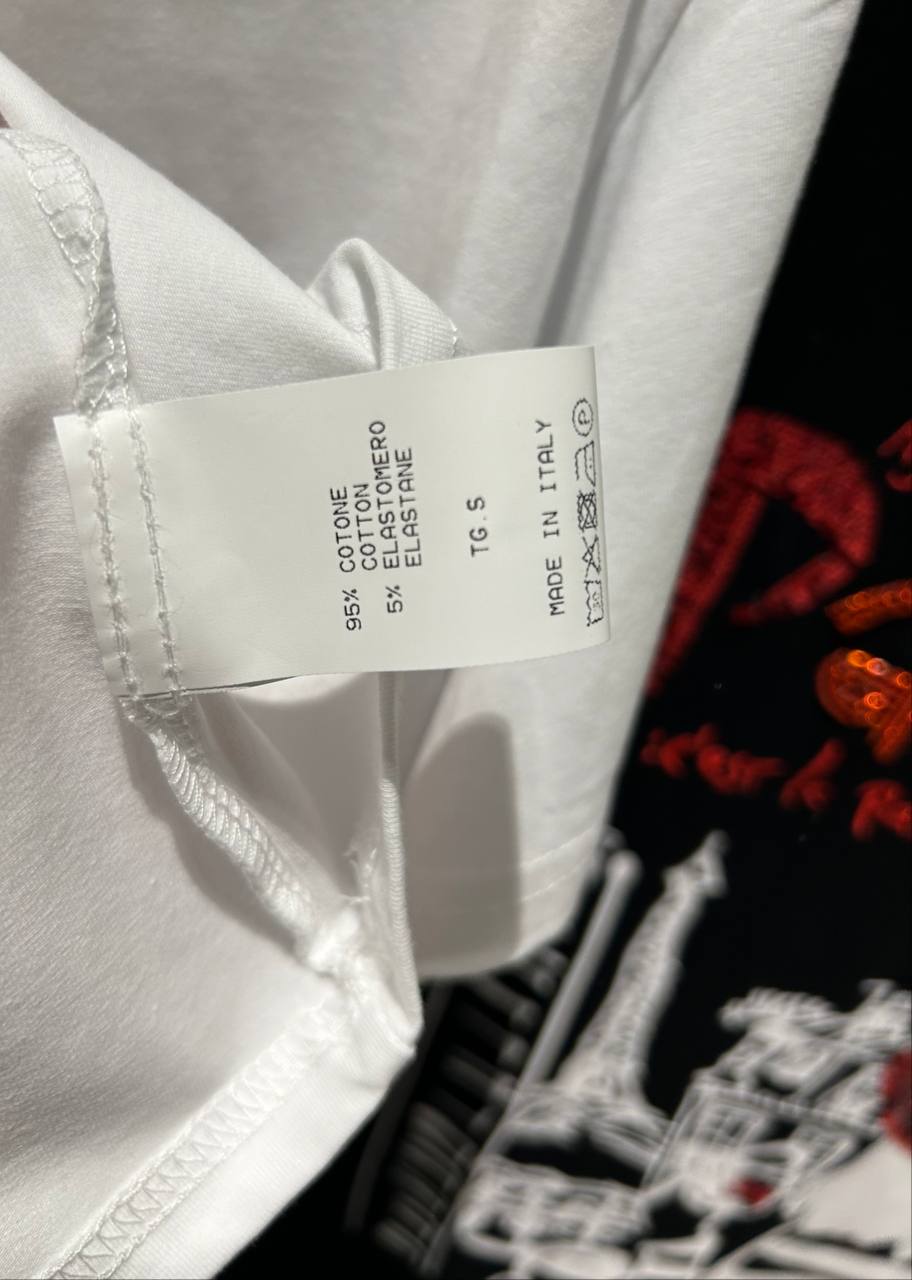 95% COTONE
COTTON
5% ELASTOMERO
ELASTANE
TG.S
MADE IN ITALY
P